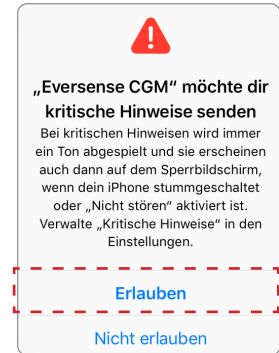 „Eversense CGM“ möchte dir
kritische Hinweise senden
Bei kritischen Hinweisen wird immer
ein Ton abgespielt und sie erscheinen
auch dann auf dem Sperrbildschirm,
wenn dein iPhone stummgeschaltet
oder „Nicht stören“ aktiviert ist.
Verwalte „Kritische Hinweise“ in den
Einstellungen.
Erlauben
Nicht erlauben